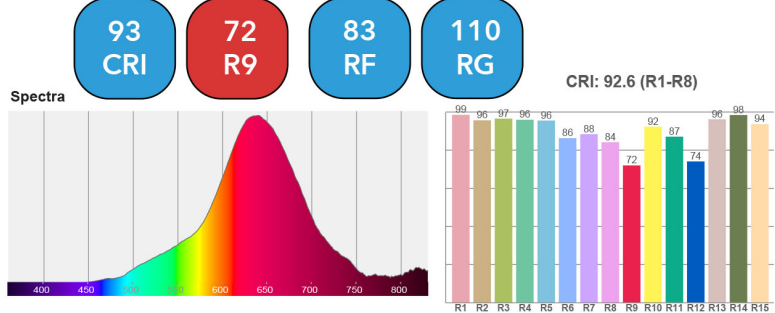 93 CRI
72 R9
83 RF
110 RG
Spectra
400 450 500 550 600 650 700 750 800
CRI: 92.6 (R1-R8)
99 96 97 96 96 86 88 84 72 92 87 74 96 98 94
R1 R2 R3 R4 R5 R6 R7 R8 R9 R10 R11 R12 R13 R14 R15